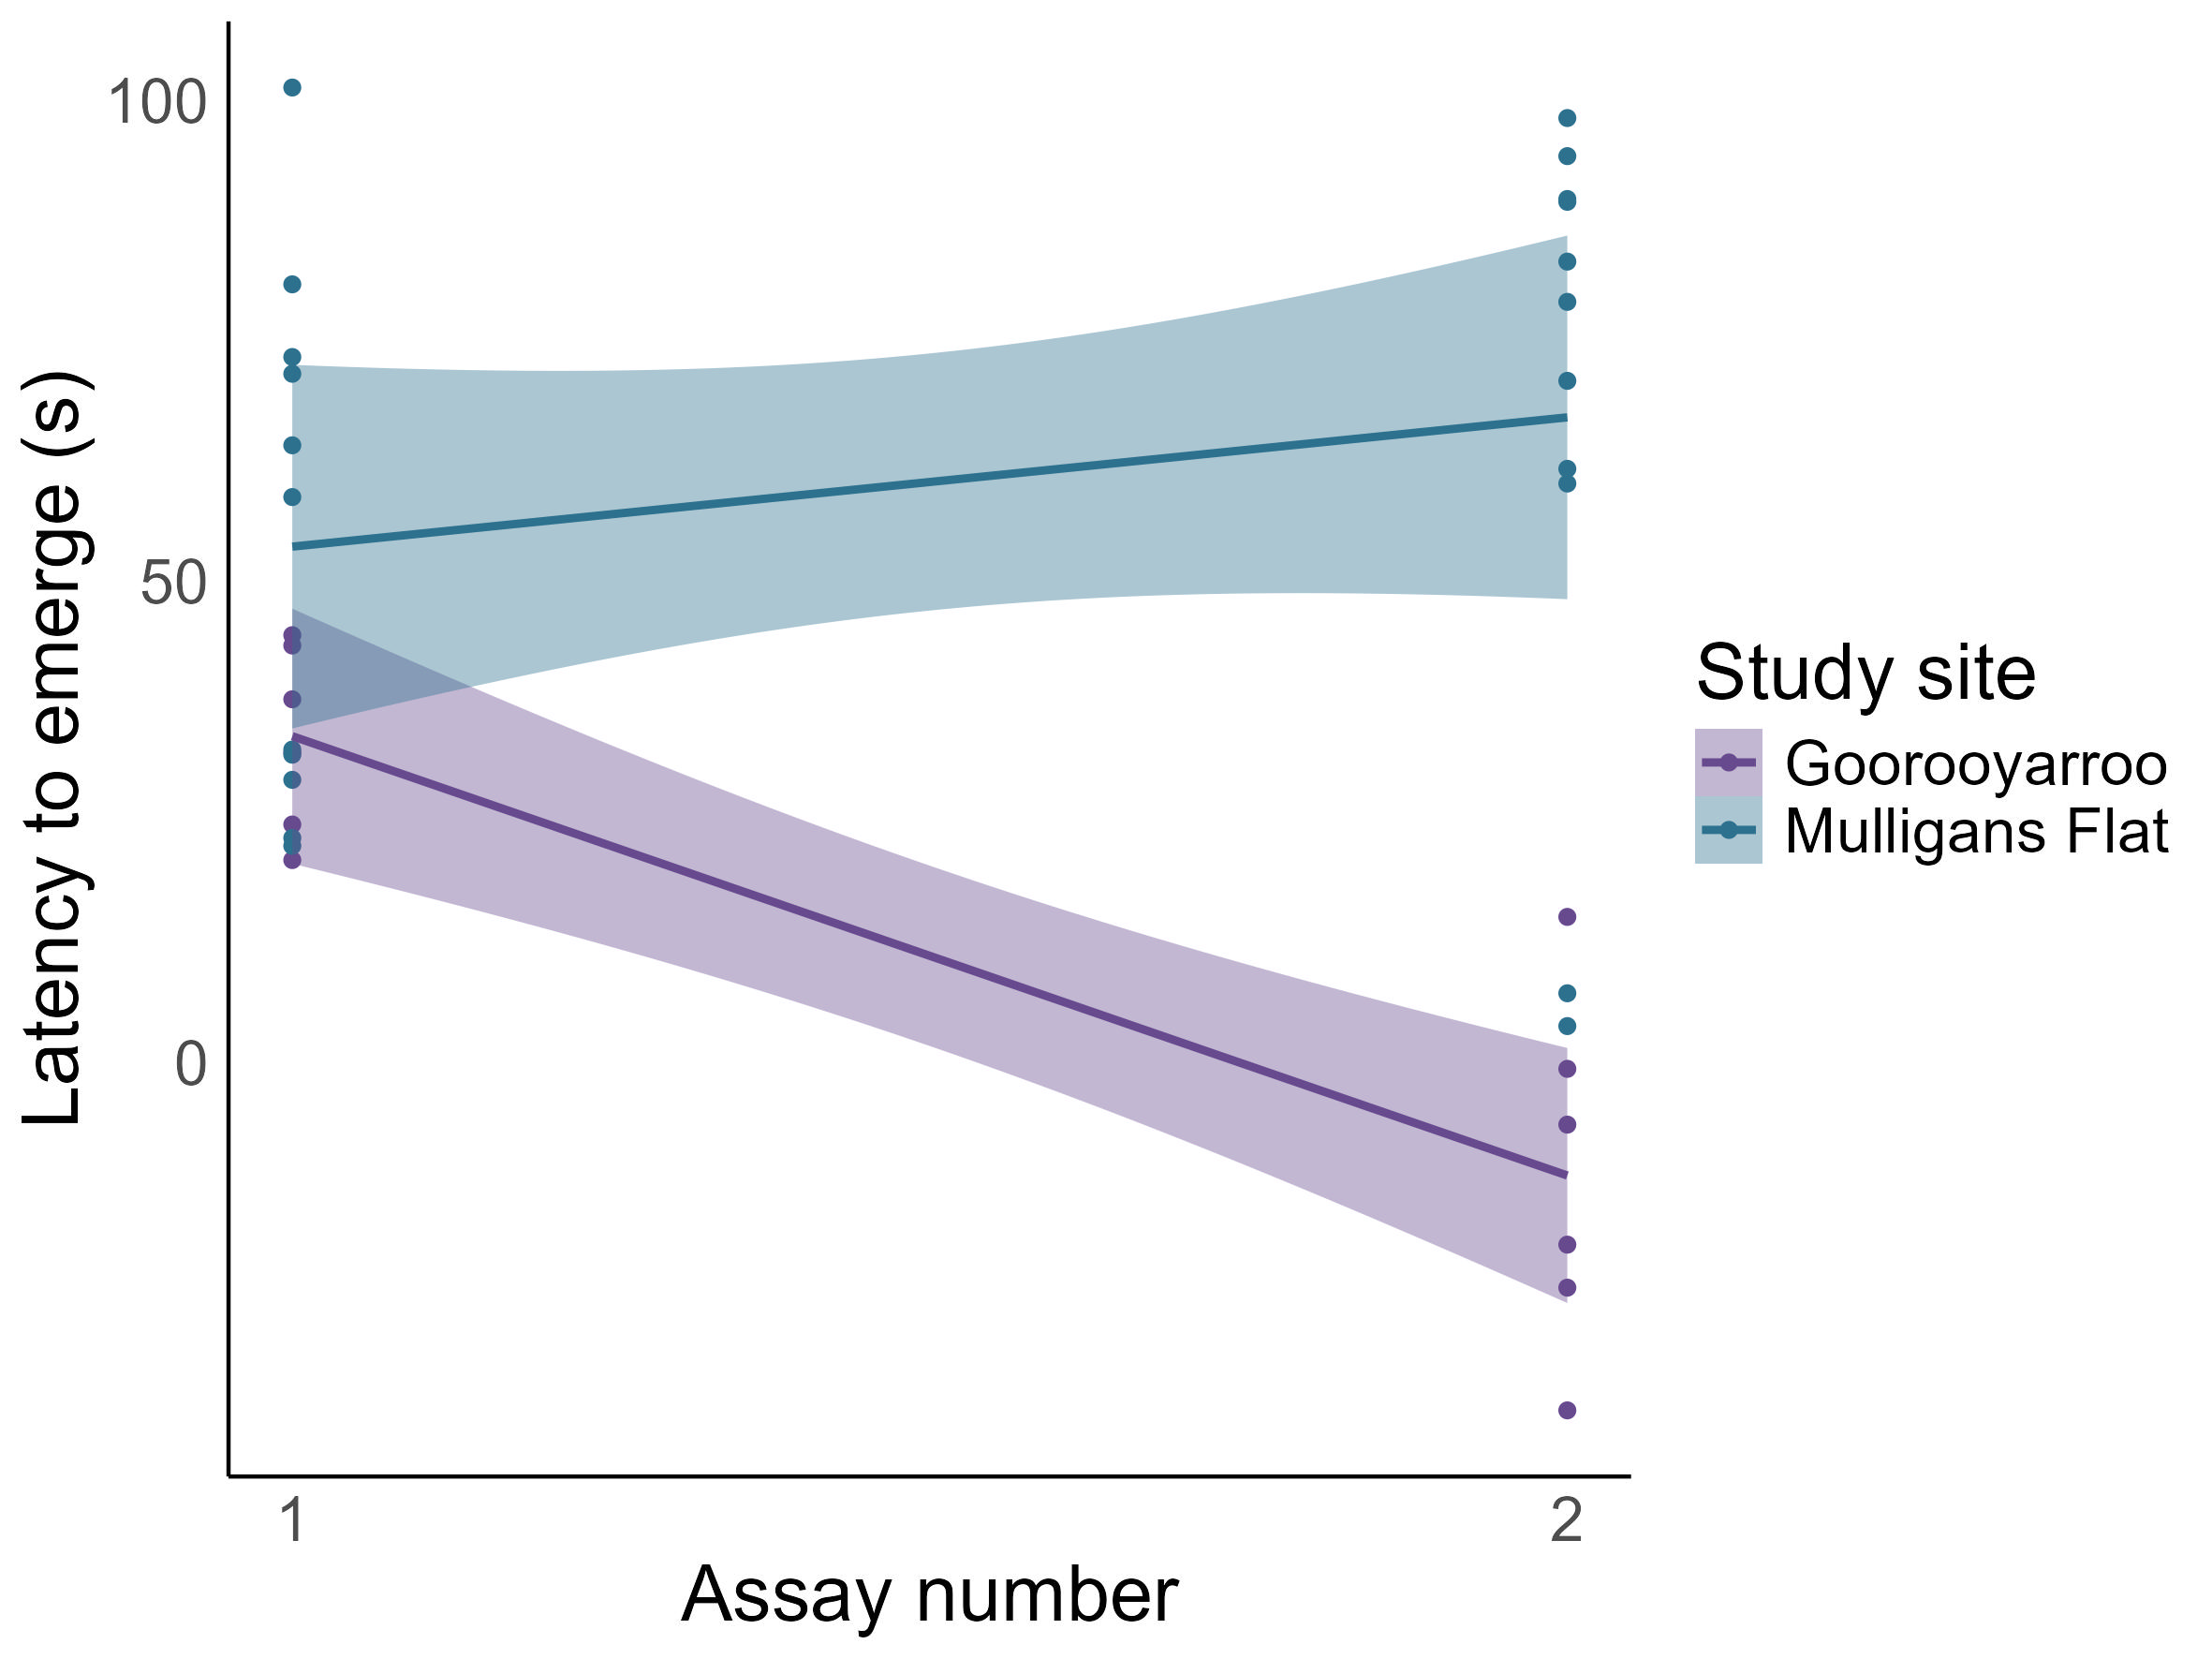 100
50
0
Latency to emerge (s)
1
2
Assay number
Study site
Goorooyarroo
Mulligans Flat